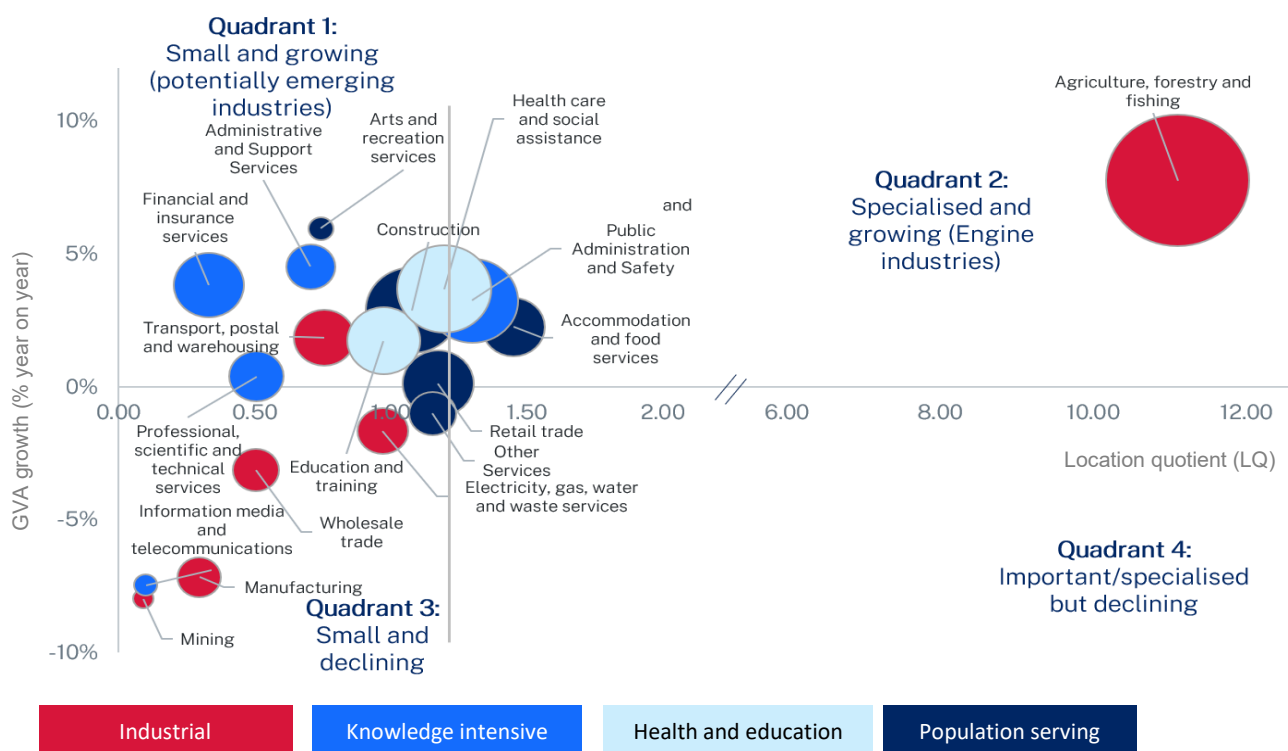 Quadrant 1:
Small and growing
(potentially emerging
industries)
Administrative
and Support
Services
Arts and
recreation
services
Health care
and social
assistance
Agriculture, forestry and
fishing
Financial and
insurance
services
Construction
and
Public
Administration
and Safety
Quadrant 2:
Specialised and
growing (Engine
industries)
Transport, postal
and warehousing
Accommodation
and food
services
GVA growth (% year on year)
10%
5%
0%
-5%
-10%
0.00
0.50
1.00
1.50
2.00
6.00
8.00
10.00
12.00
Location quotient (LQ)
Professional,
scientific and
technical
services
Education and
training
Retail trade
Other
Services
Electricity, gas, water
and waste services
Information media
and
telecommunications
Wholesale
trade
Manufacturing
Mining
Quadrant 3:
Small and
declining
Quadrant 4:
Important/specialised
but declining
Industrial
Knowledge intensive
Health and education
Population serving